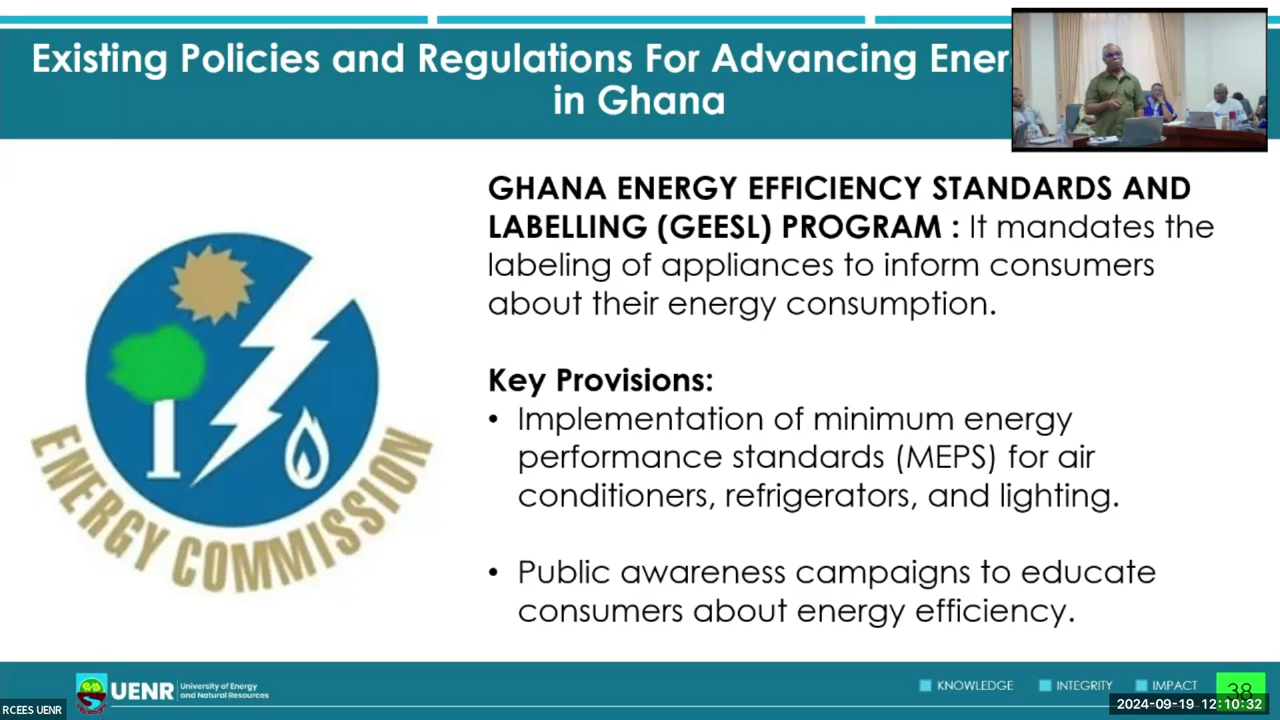 Existing Policies and Regulations For Advancing Ener
in Ghana
GHANA ENERGY EFFICIENCY STANDARDS AND
LABELLING (GEESL) PROGRAM : It mandates the
labeling of appliances to inform consumers
about their energy consumption.
Key Provisions:
• Implementation of minimum energy
performance standards (MEPS) for air
conditioners, refrigerators, and lighting.
• Public awareness campaigns to educate
consumers about energy efficiency.
ENERGY COMMISSION
UENR
University of Energy
and Natural Resources
KNOWLEDGE
INTEGRITY
IMPACT
38
RCEES UENR
2024-09-19 12:10:32